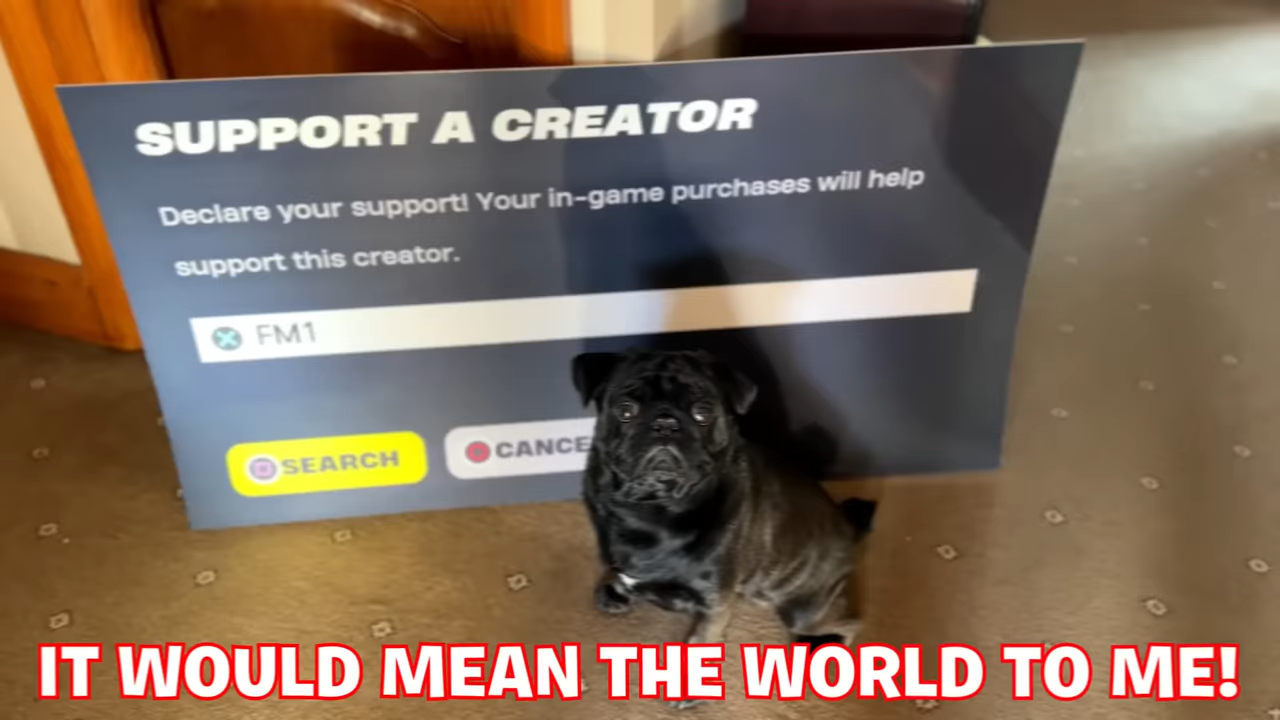 SUPPORT A CREATOR
Declare your support! Your in-game purchases will help
support this creator.
FM1
SEARCH
CANCE
IT WOULD MEAN THE WORLD TO ME!